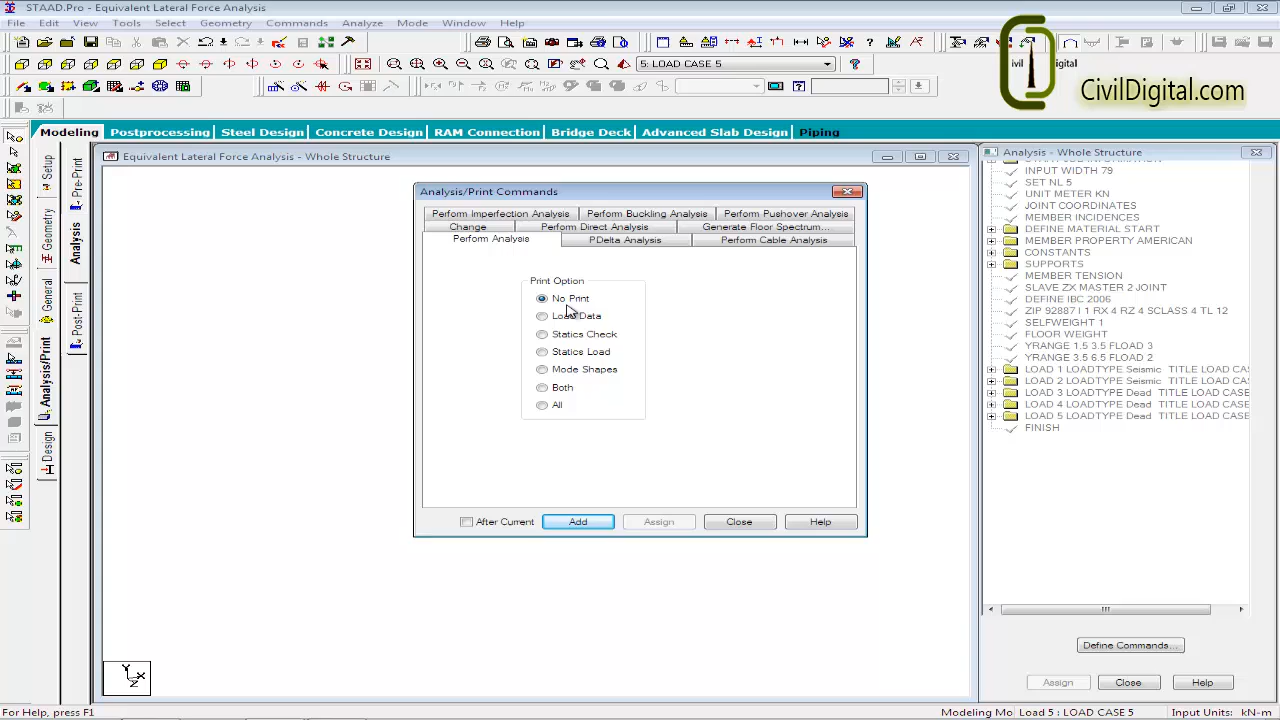 STAAD.Pro - Equivalent Lateral Force Analysis
File Edit View Tools Select Geometry Commands Analyze Mode Window Help
5: LOAD CASE 5
ivil igital
CivilDigital.com
Modeling Postprocessing Steel Design Concrete Design RAM Connection Bridge Deck Advanced Slab Design Piping
Setup
Geometry
General
Analysis/Print
Design
Pre-Print
Analysis
Post-Print
Equivalent Lateral Force Analysis - Whole Structure
Analysis/Print Commands
Perform Imperfection Analysis Perform Buckling Analysis Perform Pushover Analysis
Change Perform Direct Analysis Generate Floor Spectrum...
Perform Analysis PDelta Analysis Perform Cable Analysis
Print Option
No Print
Load Data
Statics Check
Statics Load
Mode Shapes
Both
All
After Current Add Assign Close Help
Analysis - Whole Structure
INPUT WIDTH 79
SET NL 5
UNIT METER KN
JOINT COORDINATES
MEMBER INCIDENCES
DEFINE MATERIAL START
MEMBER PROPERTY AMERICAN
CONSTANTS
SUPPORTS
MEMBER TENSION
SLAVE ZX MASTER 2 JOINT
DEFINE IBC 2006
ZIP 92887 I 1 RX 4 RZ 4 SCLASS 4 TL 12
SELFWEIGHT 1
FLOOR WEIGHT
YRANGE 1.5 3.5 FLOAD 3
YRANGE 3.5 6.5 FLOAD 2
LOAD 1 LOADTYPE Seismic TITLE LOAD CASE
LOAD 2 LOADTYPE Seismic TITLE LOAD CASE
LOAD 3 LOADTYPE Dead TITLE LOAD CASE
LOAD 4 LOADTYPE Dead TITLE LOAD CASE
LOAD 5 LOADTYPE Dead TITLE LOAD CASE
FINISH
Define Commands...
Assign Close Help
Y
X
Z
For Help, press F1
Modeling Mo Load 5 : LOAD CASE 5 Input Units: kN-m